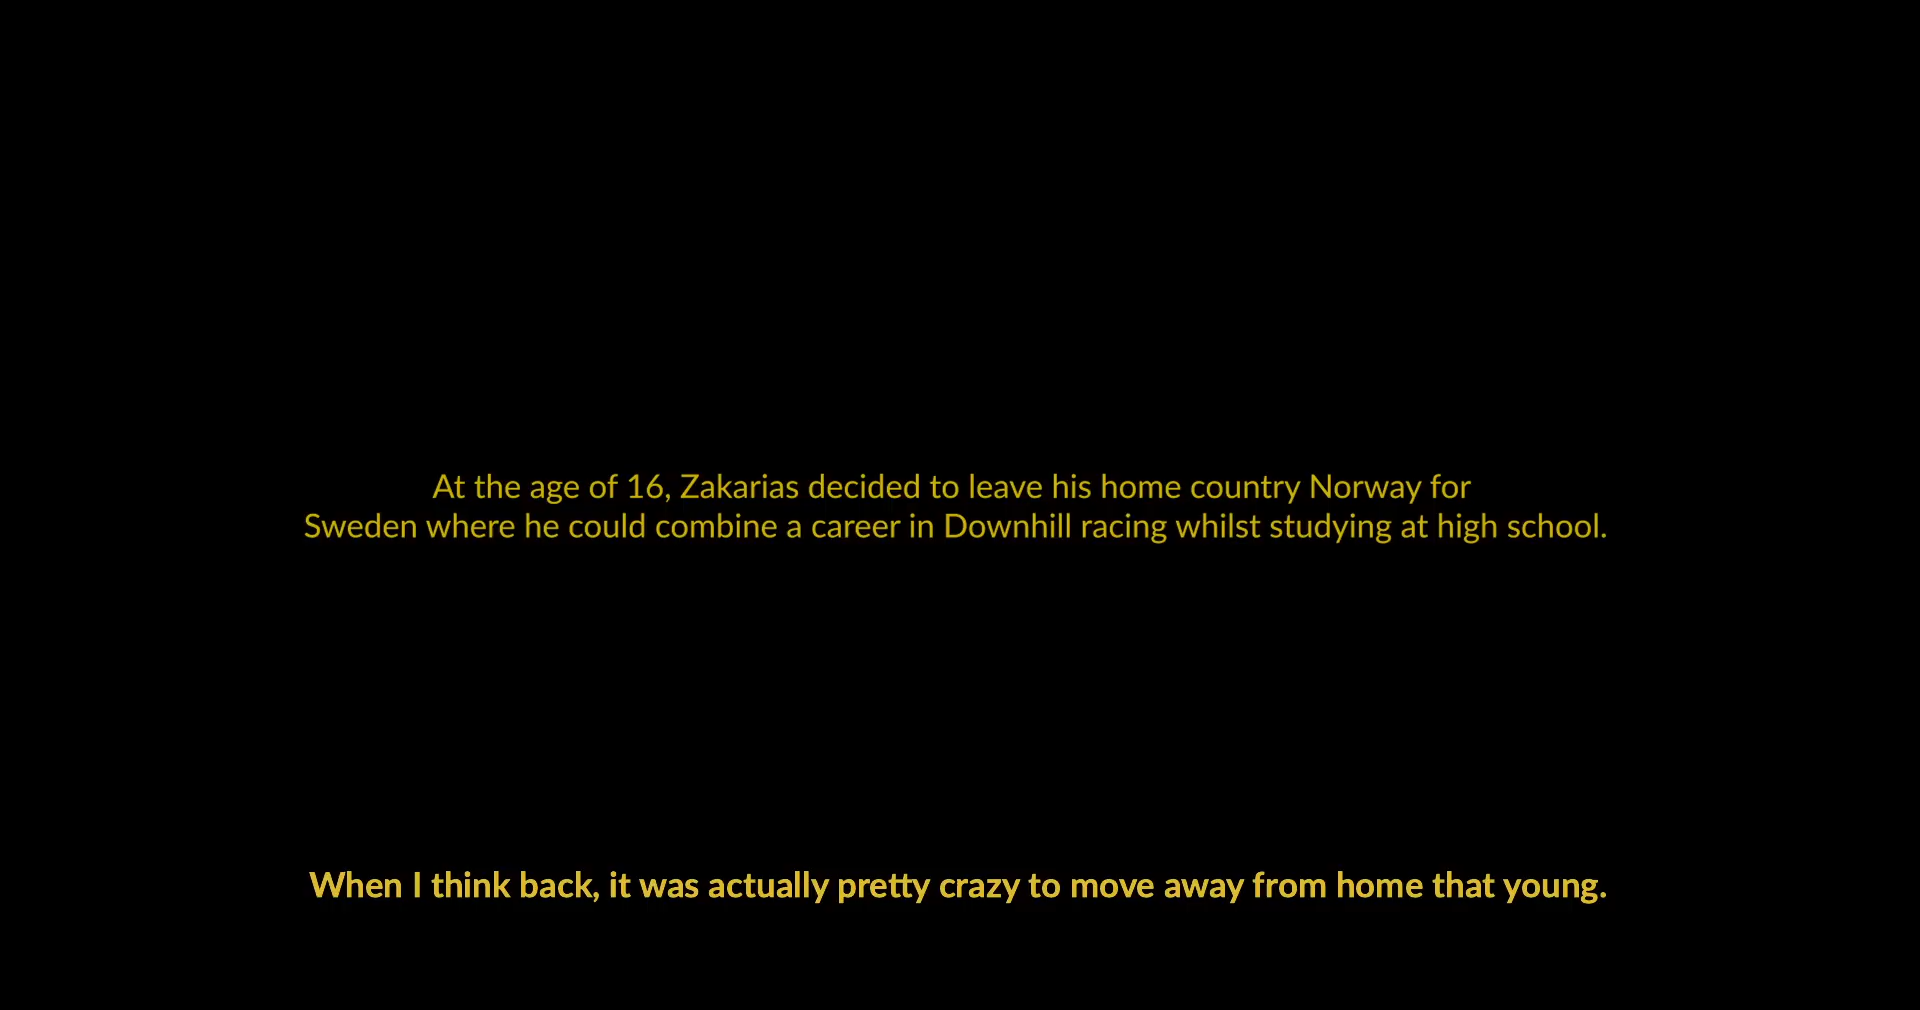 At the age of 16, Zakarias decided to leave his home country Norway for
Sweden where he could combine a career in Downhill racing whilst studying at high school.
When I think back, it was actually pretty crazy to move away from home that young.